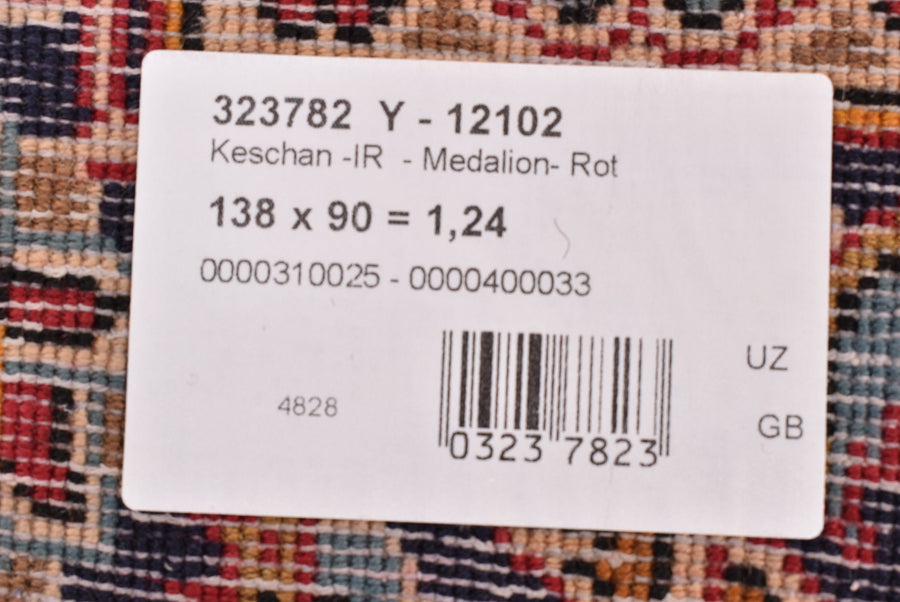 323782 Y - 12102
Keschan -IR - Medalion- Rot
138 x 90 = 1,24
0000310025 - 0000400033
UZ
4828
GB
0323 7823